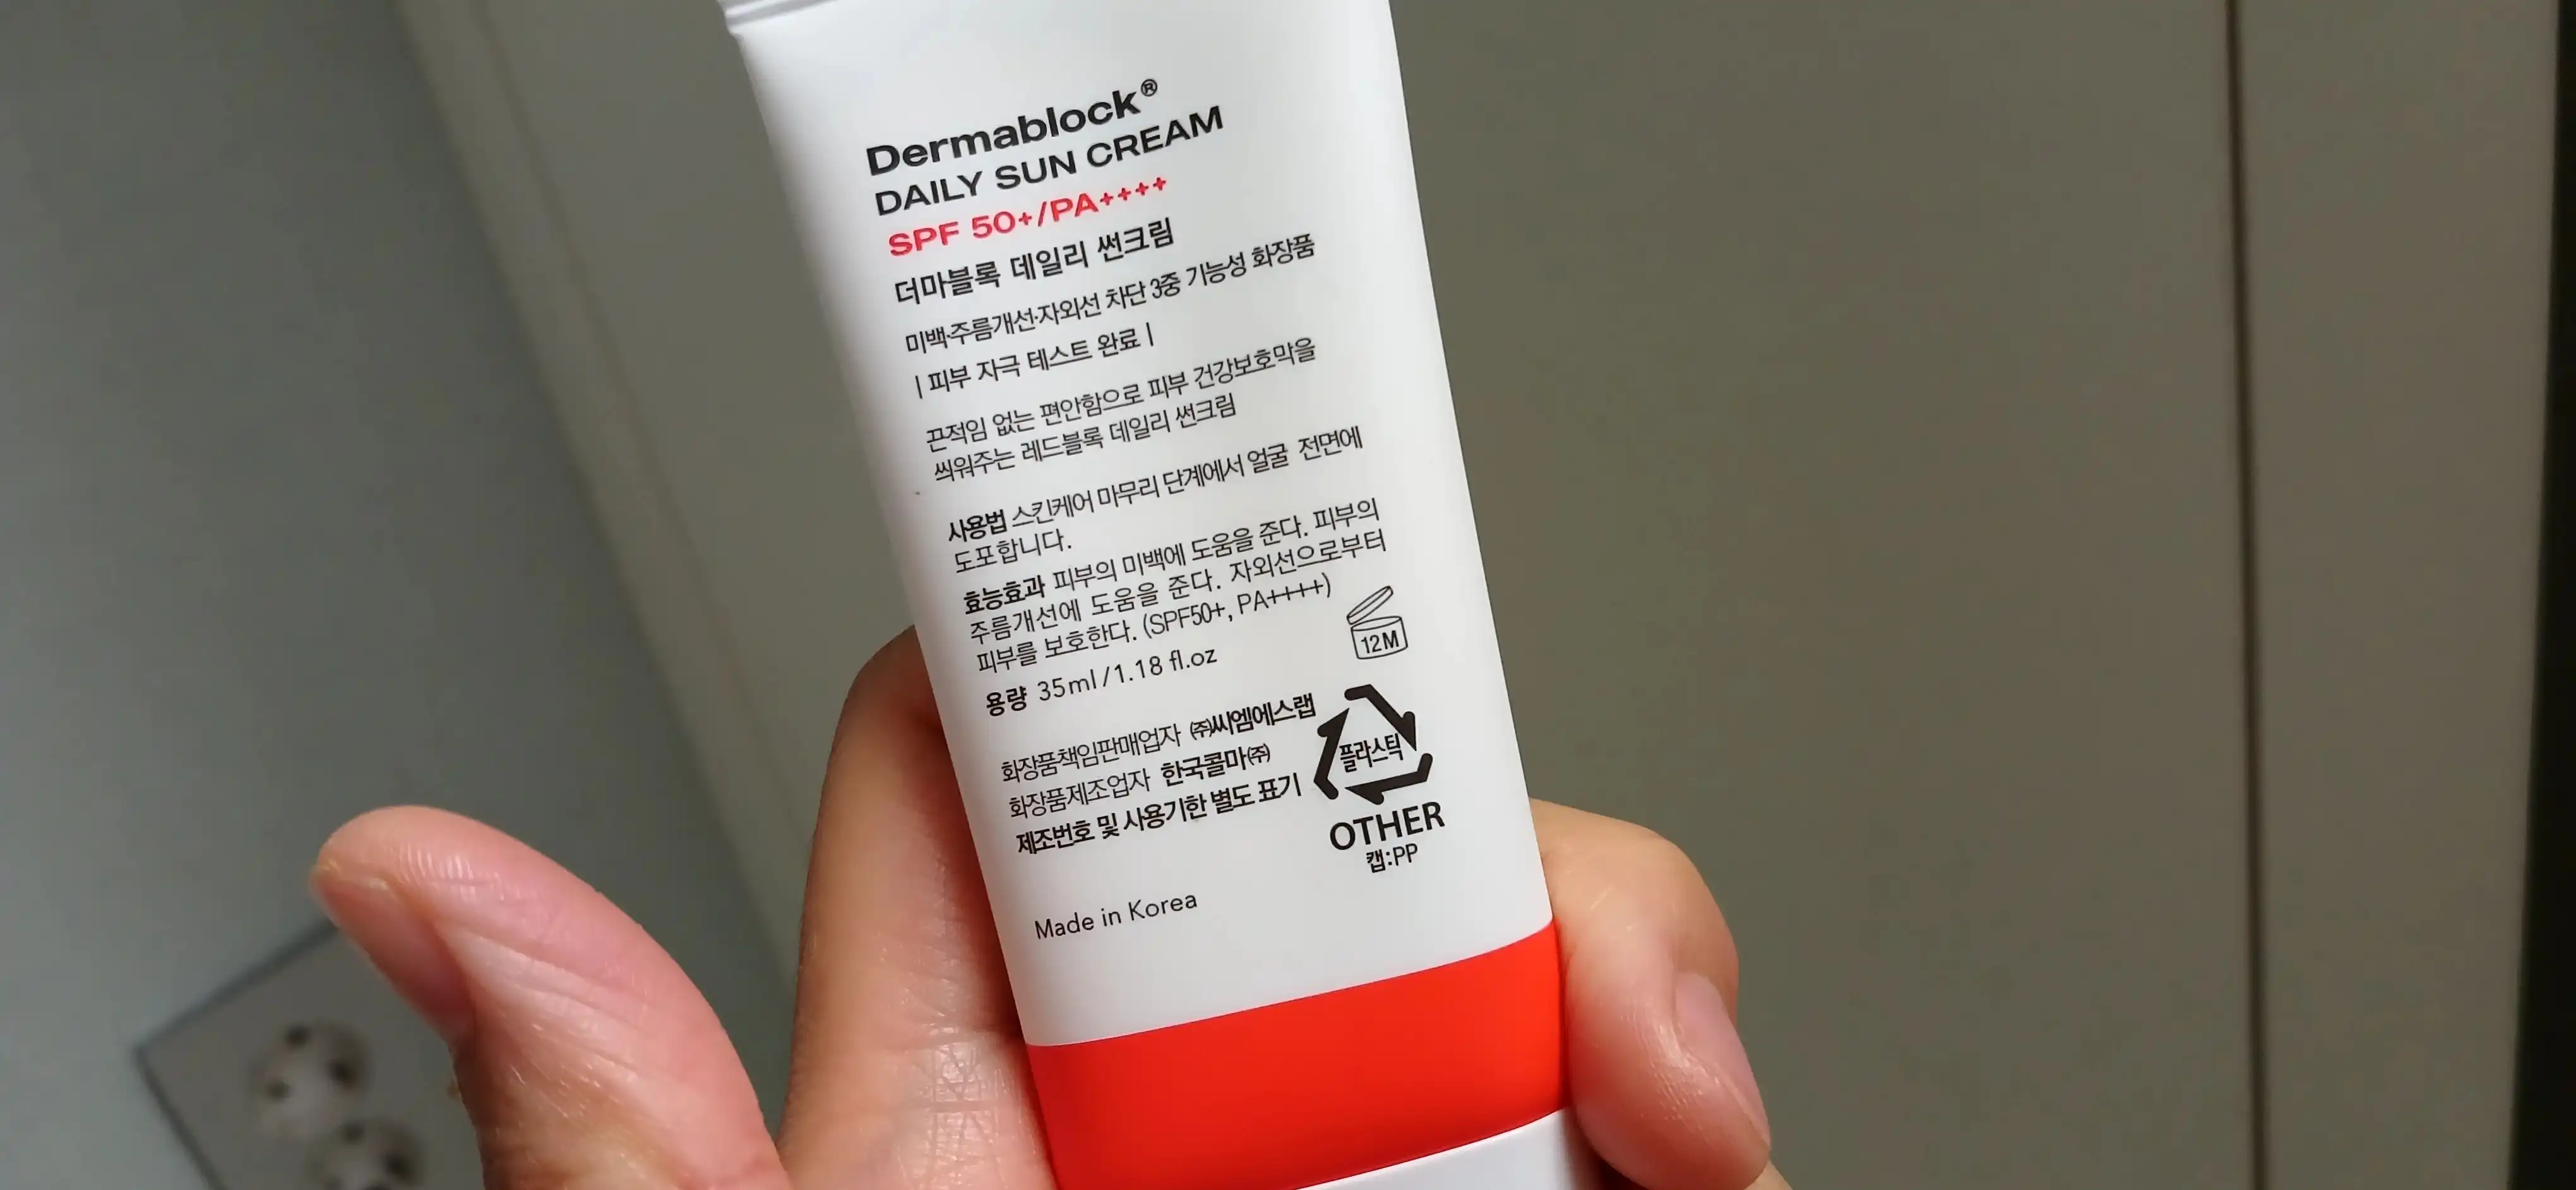 Dermablock®
DAILY SUN CREAM
SPF 50+/PA++++
더마블록 데일리 썬크림
미백·주름개선·자외선 차단 3중 기능성 화장품
| 피부 자극 테스트 완료 |
끈적임 없는 편안함으로 피부 건강보호막을
씌워주는 레드블록 데일리 썬크림
사용법 스킨케어 마무리 단계에서 얼굴 전면에
도포합니다.
효능효과 피부의 미백에 도움을 준다. 피부의
주름개선에 도움을 준다. 자외선으로부터
피부를 보호한다. (SPF50+, PA++++)
용량 35ml/1.18 fl.oz
12M
화장품책임판매업자 ㈜씨엠에스랩
화장품제조업자 한국콜마㈜
제조번호 및 사용기한 별도 표기
플라스틱
OTHER
캡:PP
Made in Korea